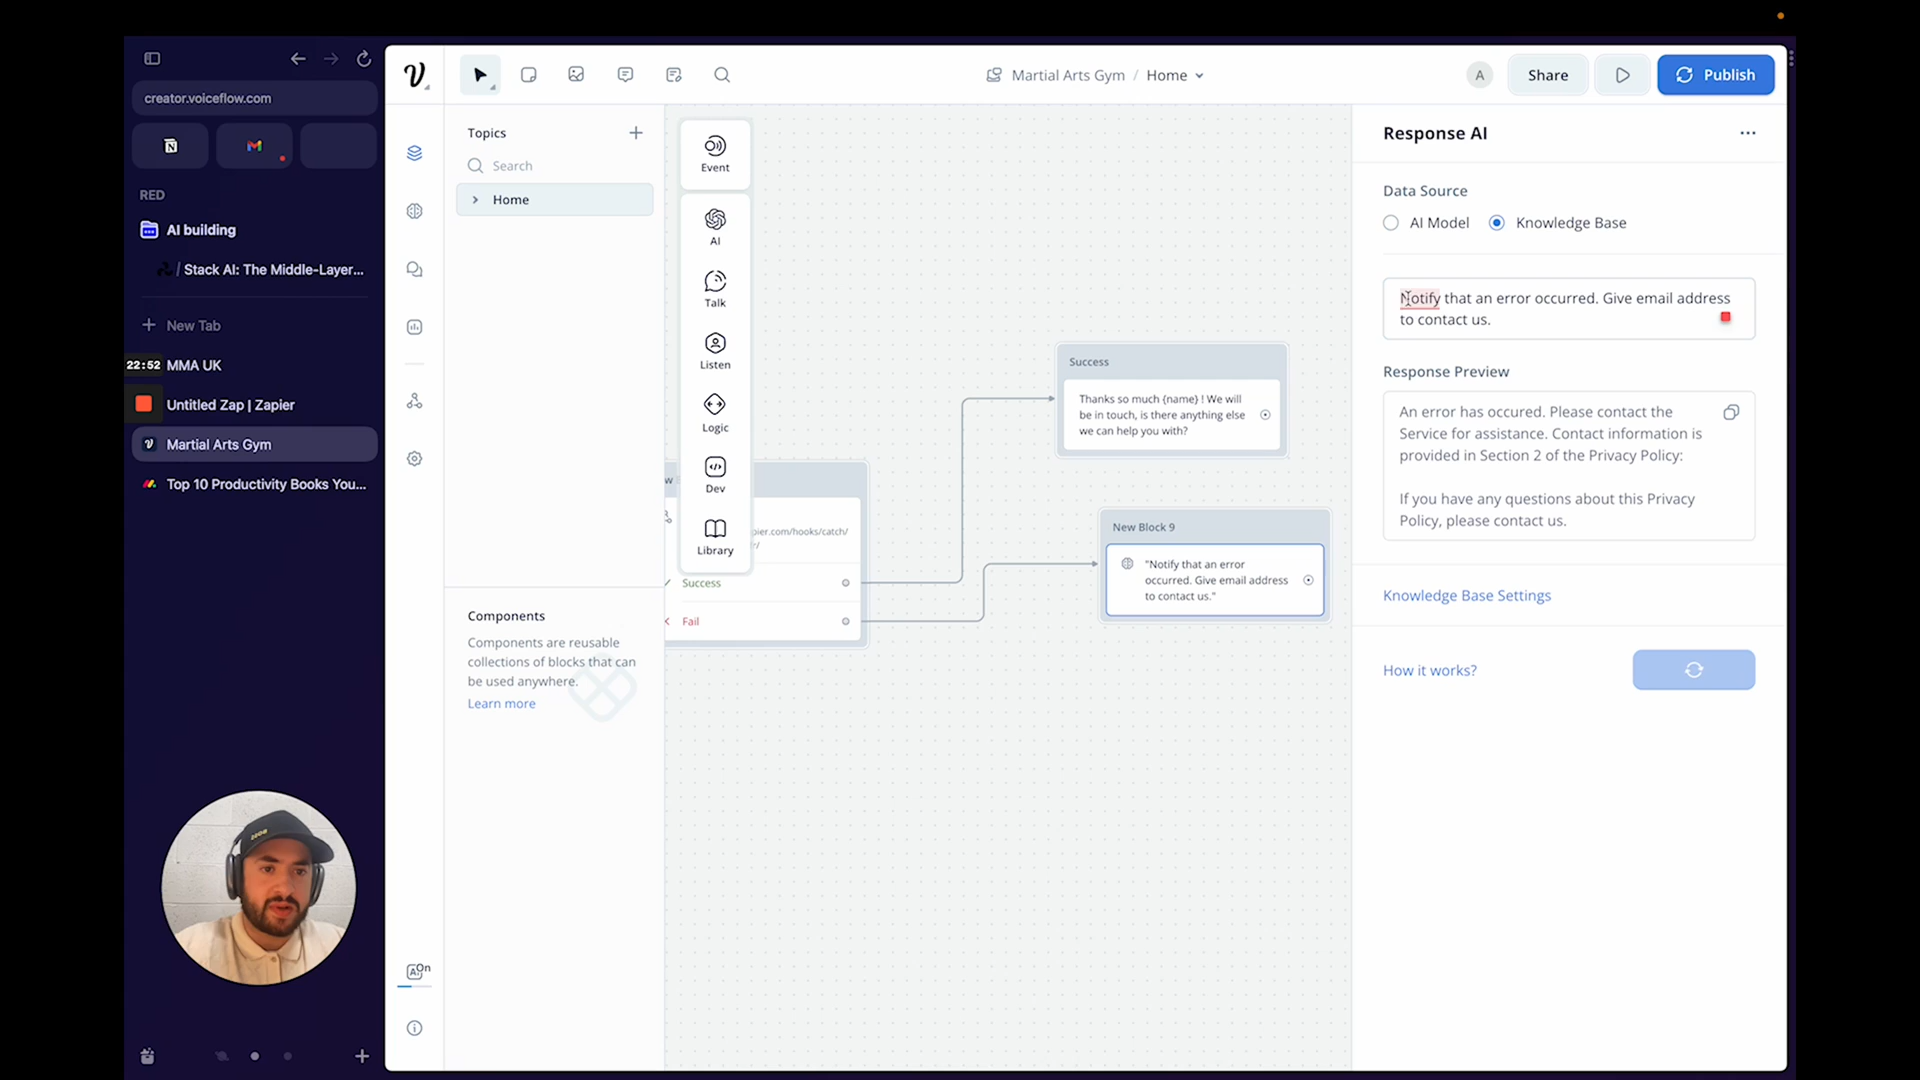 creator.voiceflow.com
RED
AI building
/ Stack AI: The Middle-Layer...
New Tab
22:52
MMA UK
Untitled Zap | Zapier
Martial Arts Gym
Top 10 Productivity Books You...
Martial Arts Gym / Home
A
Share
Publish
Topics
Search
Home
Components
Components are reusable
collections of blocks that can
be used anywhere.
Learn more
Event
AI
Talk
Listen
Logic
Dev
Library
w
pier.com/hooks/catch/
r/
Success
Fail
Success
Thanks so much {name} ! We will
be in touch, is there anything else
we can help you with?
New Block 9
"Notify that an error
occurred. Give email address
to contact us."
Response AI
Data Source
AI Model
Knowledge Base
Notify that an error occurred. Give email address
to contact us.
Response Preview
An error has occured. Please contact the
Service for assistance. Contact information is
provided in Section 2 of the Privacy Policy:
If you have any questions about this Privacy
Policy, please contact us.
Knowledge Base Settings
How it works?
On